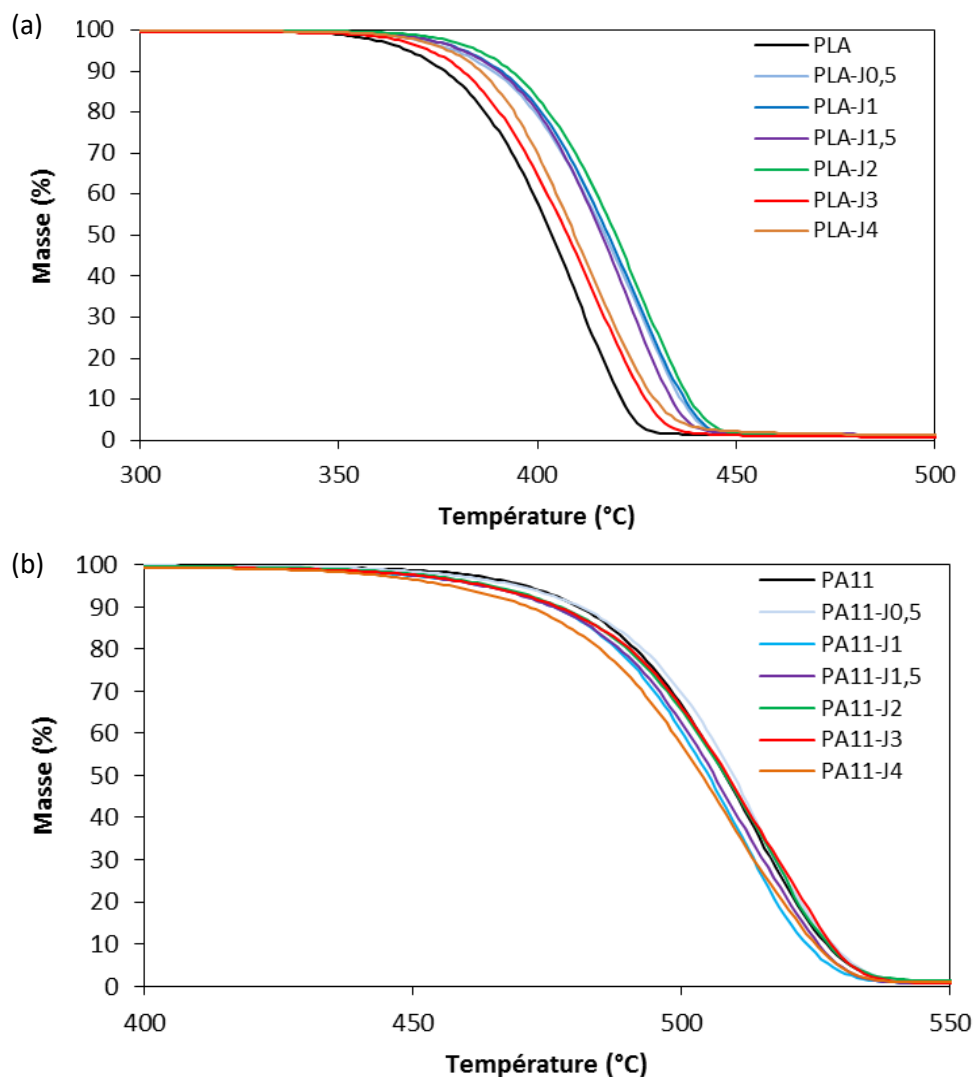 (a)
100
90
80
70
60
50
40
30
20
10
0
Masse (%)
300
350
400
450
500
Température (°C)
PLA
PLA-J0,5
PLA-J1
PLA-J1,5
PLA-J2
PLA-J3
PLA-J4
(b)
100
90
80
70
60
50
40
30
20
10
0
Masse (%)
400
450
500
550
Température (°C)
PA11
PA11-J0,5
PA11-J1
PA11-J1,5
PA11-J2
PA11-J3
PA11-J4